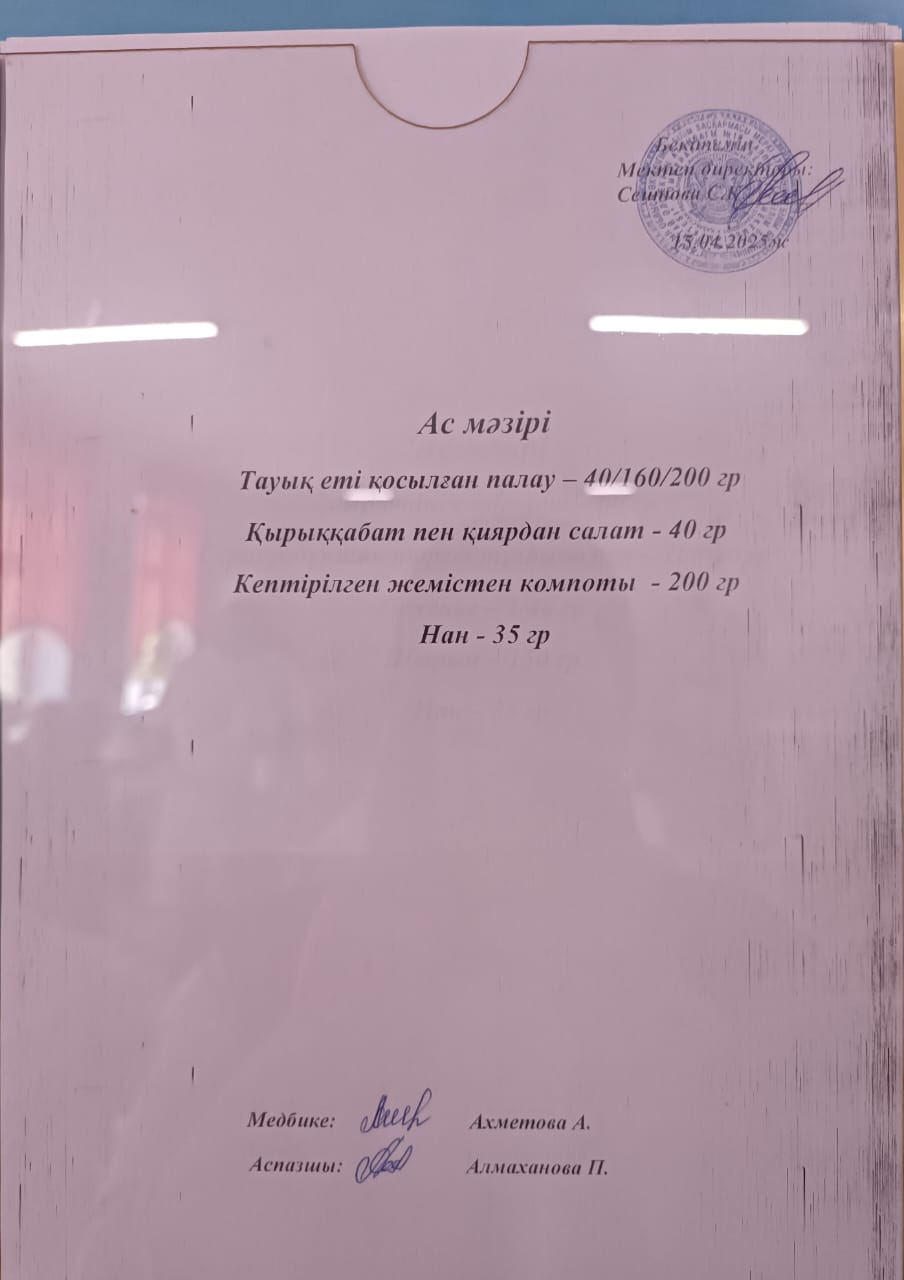 Бекітемін
Мектеп директоры:
С.К
15.04.2025ж
Ас мәзірі
Тауық еті қосылған палау – 40/160/200 гр
Қырыққабат пен қиярдан салат - 40 гр
Кептірілген жемістен компоты - 200 гр
Нан - 35 гр
Медбике: Ахметова А.
Аспазшы: Алмаханова П.